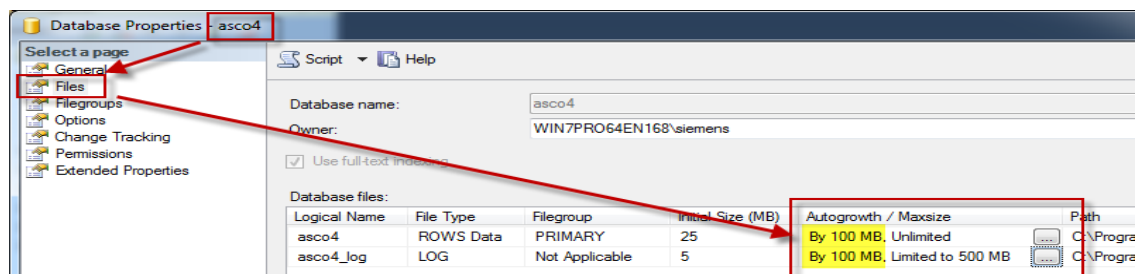 Database Properties - asco4
Select a page
General
Files
Filegroups
Options
Change Tracking
Permissions
Extended Properties
Script Help
Database name: asco4
Owner: WIN7PRO64EN168\siemens
Use full-text indexing
Database files:
Logical Name File Type Filegroup Initial Size (MB) Autogrowth / Maxsize Path
asco4 ROWS Data PRIMARY 25 By 100 MB, Unlimited ... C:\Progra
asco4_log LOG Not Applicable 5 By 100 MB, Limited to 500 MB ... C:\Progra